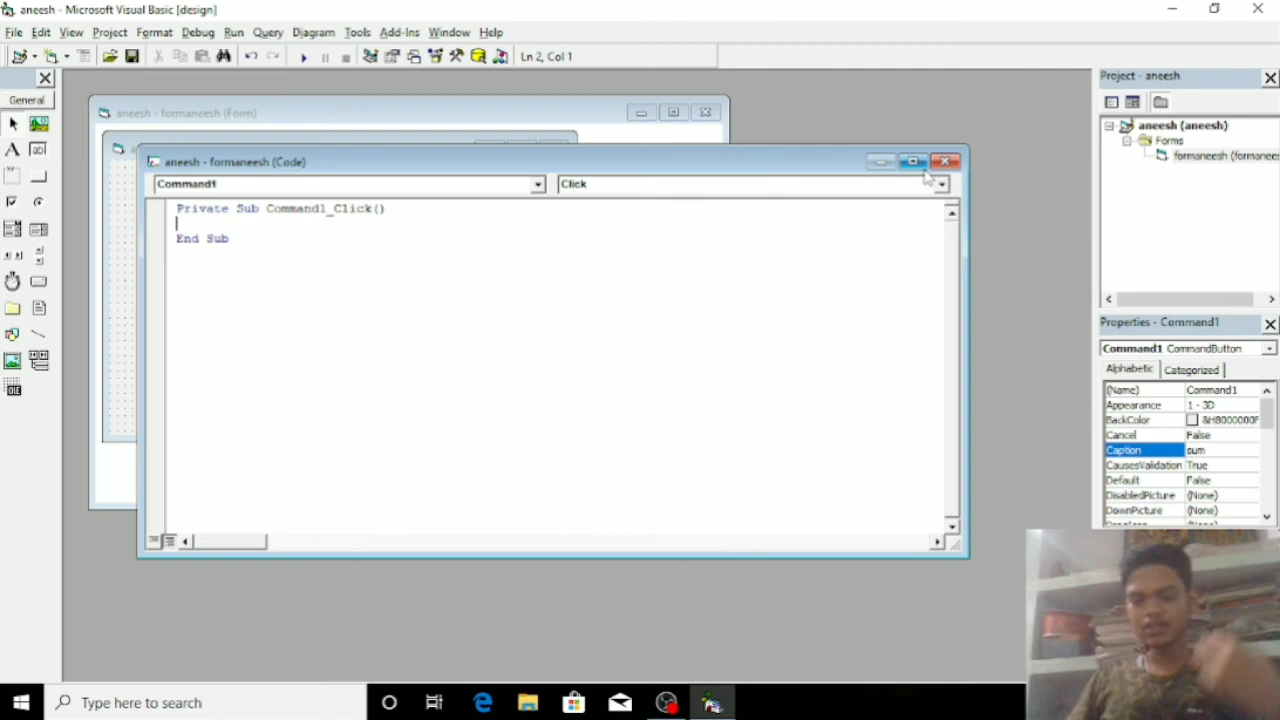 aneesh - Microsoft Visual Basic [design]
File Edit View Project Format Debug Run Query Diagram Tools Add-Ins Window Help
Ln 2, Col 1
General
aneesh - formaneesh (Form)
aneesh - formaneesh (Code)
Command1
Click
Private Sub Command1_Click()
End Sub
Project - aneesh
aneesh (aneesh)
Forms
formaneesh (formanees
Properties - Command1
Command1 CommandButton
Alphabetic Categorized
(Name) Command1
Appearance 1 - 3D
BackColor &H8000000F
Cancel False
Caption sum
CausesValidation True
Default False
DisabledPicture (None)
DownPicture (None)
Type here to search